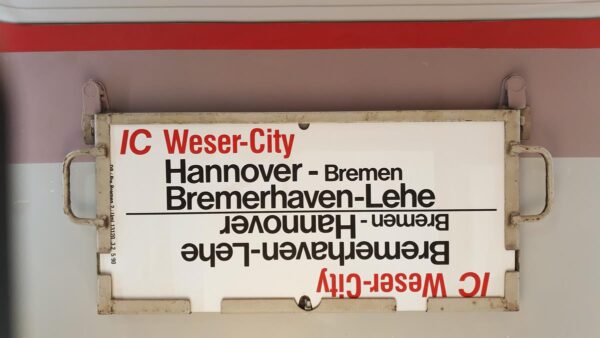 IC Weser-City
Hannover - Bremen
Bremerhaven-Lehe
Bremerhaven-Lehe
Bremen - Hannover
IC Weser-City